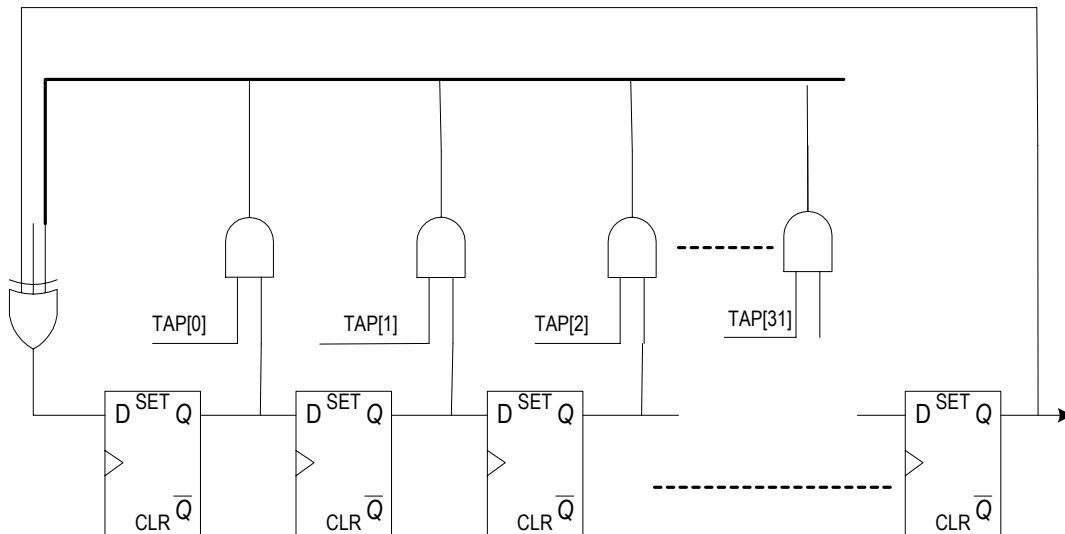 TAP[0]
TAP[1]
TAP[2]
TAP[31]
D SET Q
D SET Q
D SET Q
D SET Q
CLR Q̅
CLR Q̅
CLR Q̅
CLR Q̅